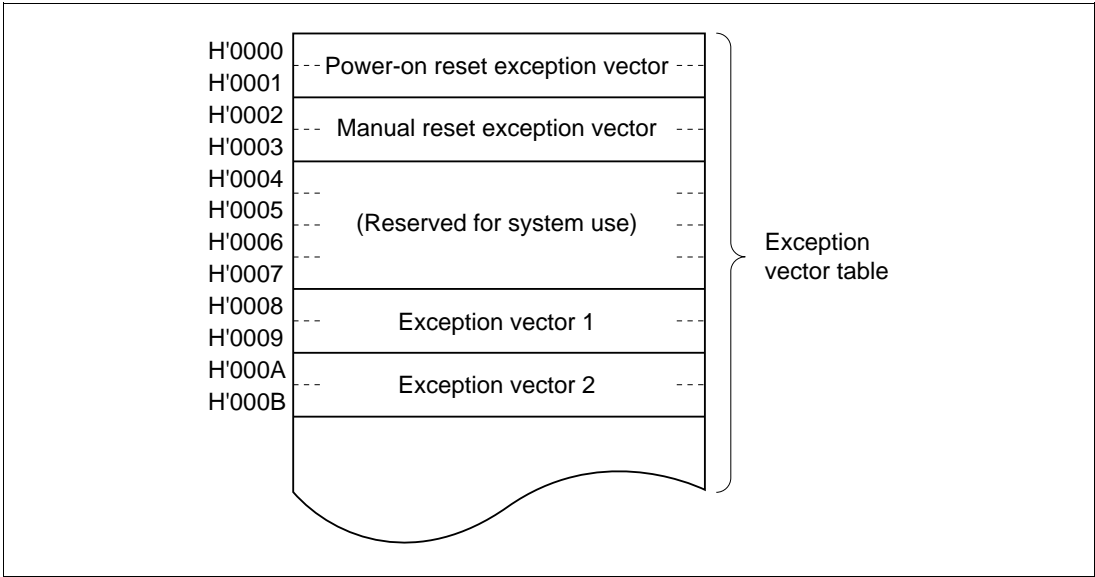 H'0000
H'0001
Power-on reset exception vector
H'0002
H'0003
Manual reset exception vector
H'0004
H'0005
H'0006
H'0007
(Reserved for system use)
H'0008
H'0009
Exception vector 1
H'000A
H'000B
Exception vector 2
Exception
vector table